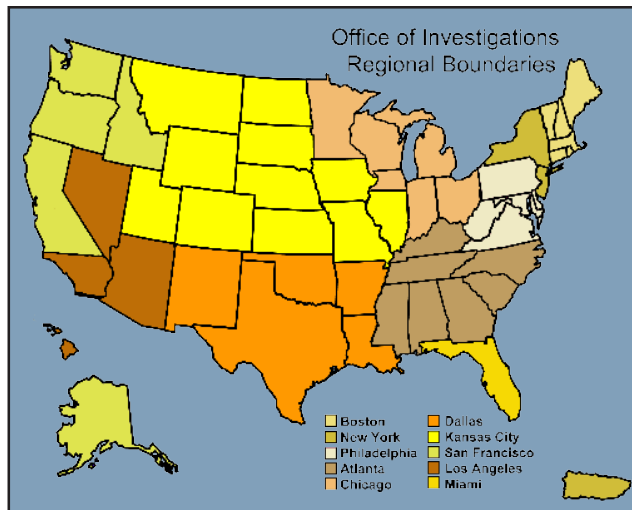 Office of Investigations
Regional Boundaries
Boston
New York
Philadelphia
Atlanta
Chicago
Dallas
Kansas City
San Francisco
Los Angeles
Miami